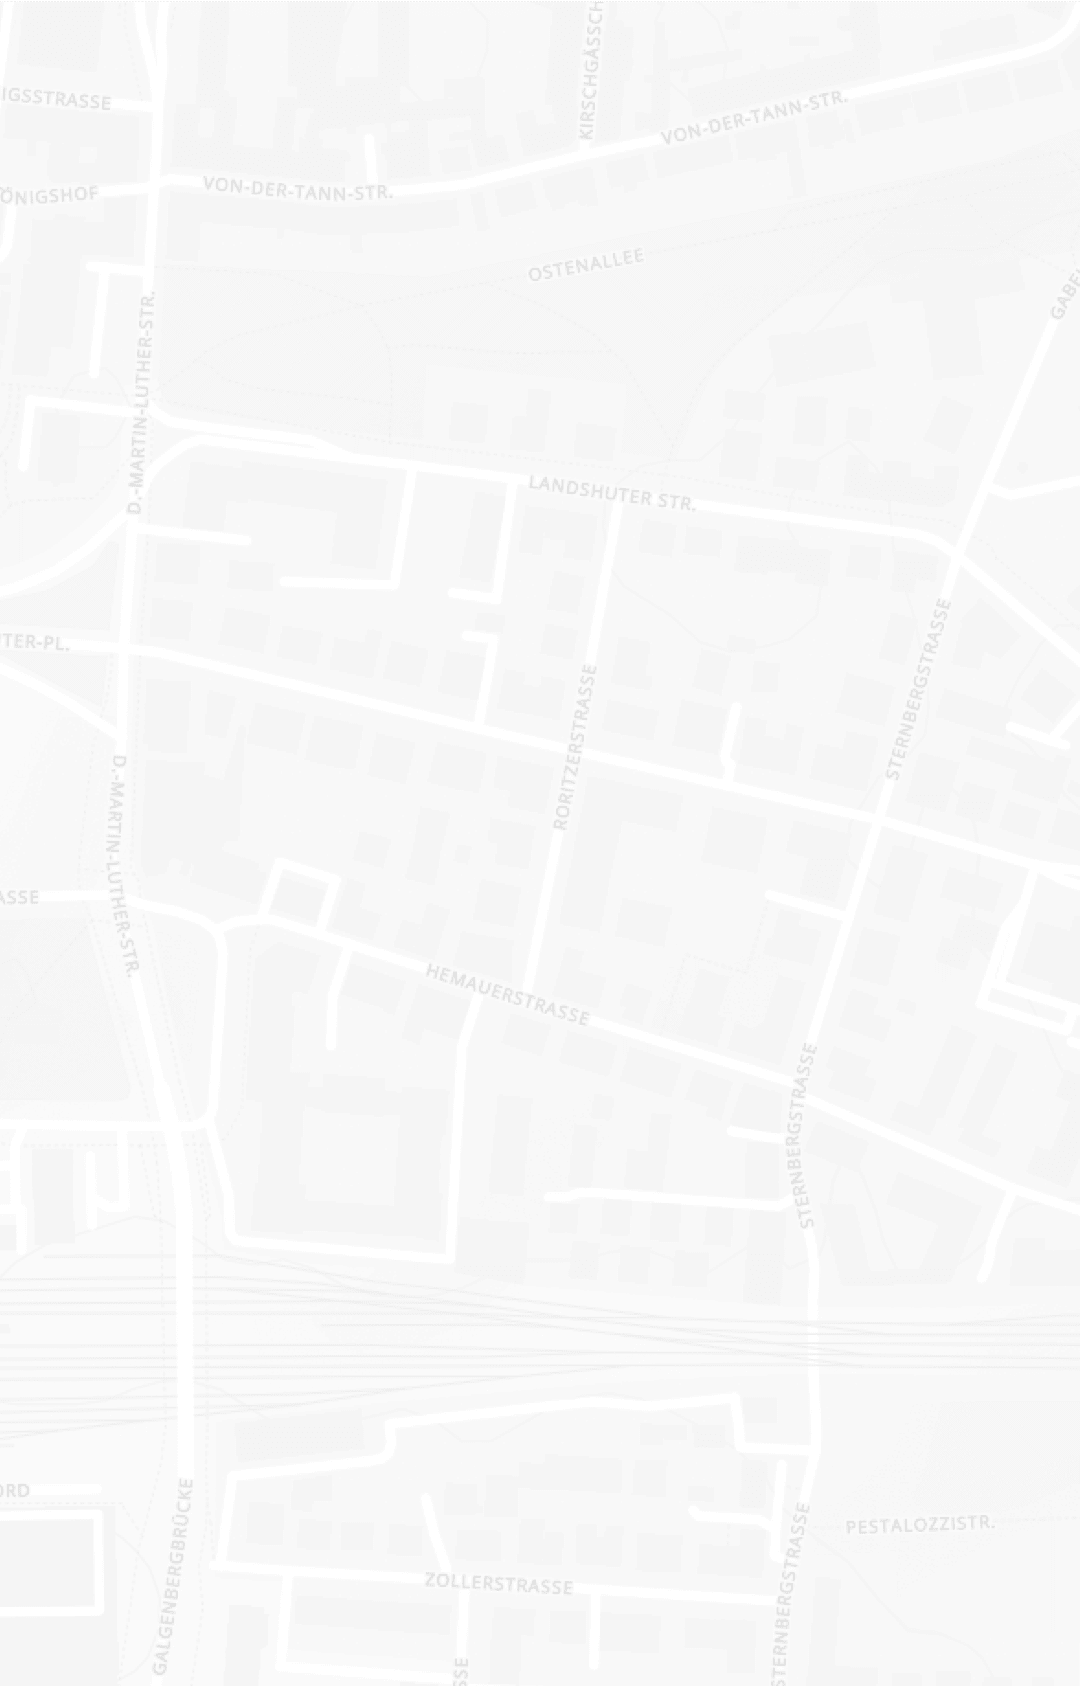 KIRSCHGÄSSCH
IGSSTRASSE
VON-DER-TANN-STR.
VON-DER-TANN-STR.
ÖNIGSHOF
OSTENALLEE
GABE
D.-MARTIN-LUTHER-STR.
LANDSHUTER STR.
TER-PL.
STERNBERGSTRASSE
RORITZERSTRASSE
D.-MARTIN-LUTHER-STR.
ASSE
HEMAUERSTRASSE
STERNBERGSTRASSE
GALGENBERGBRÜCKE
ORD
STERNBERGSTRASSE
PESTALOZZISTR.
ZOLLERSTRASSE
SSE